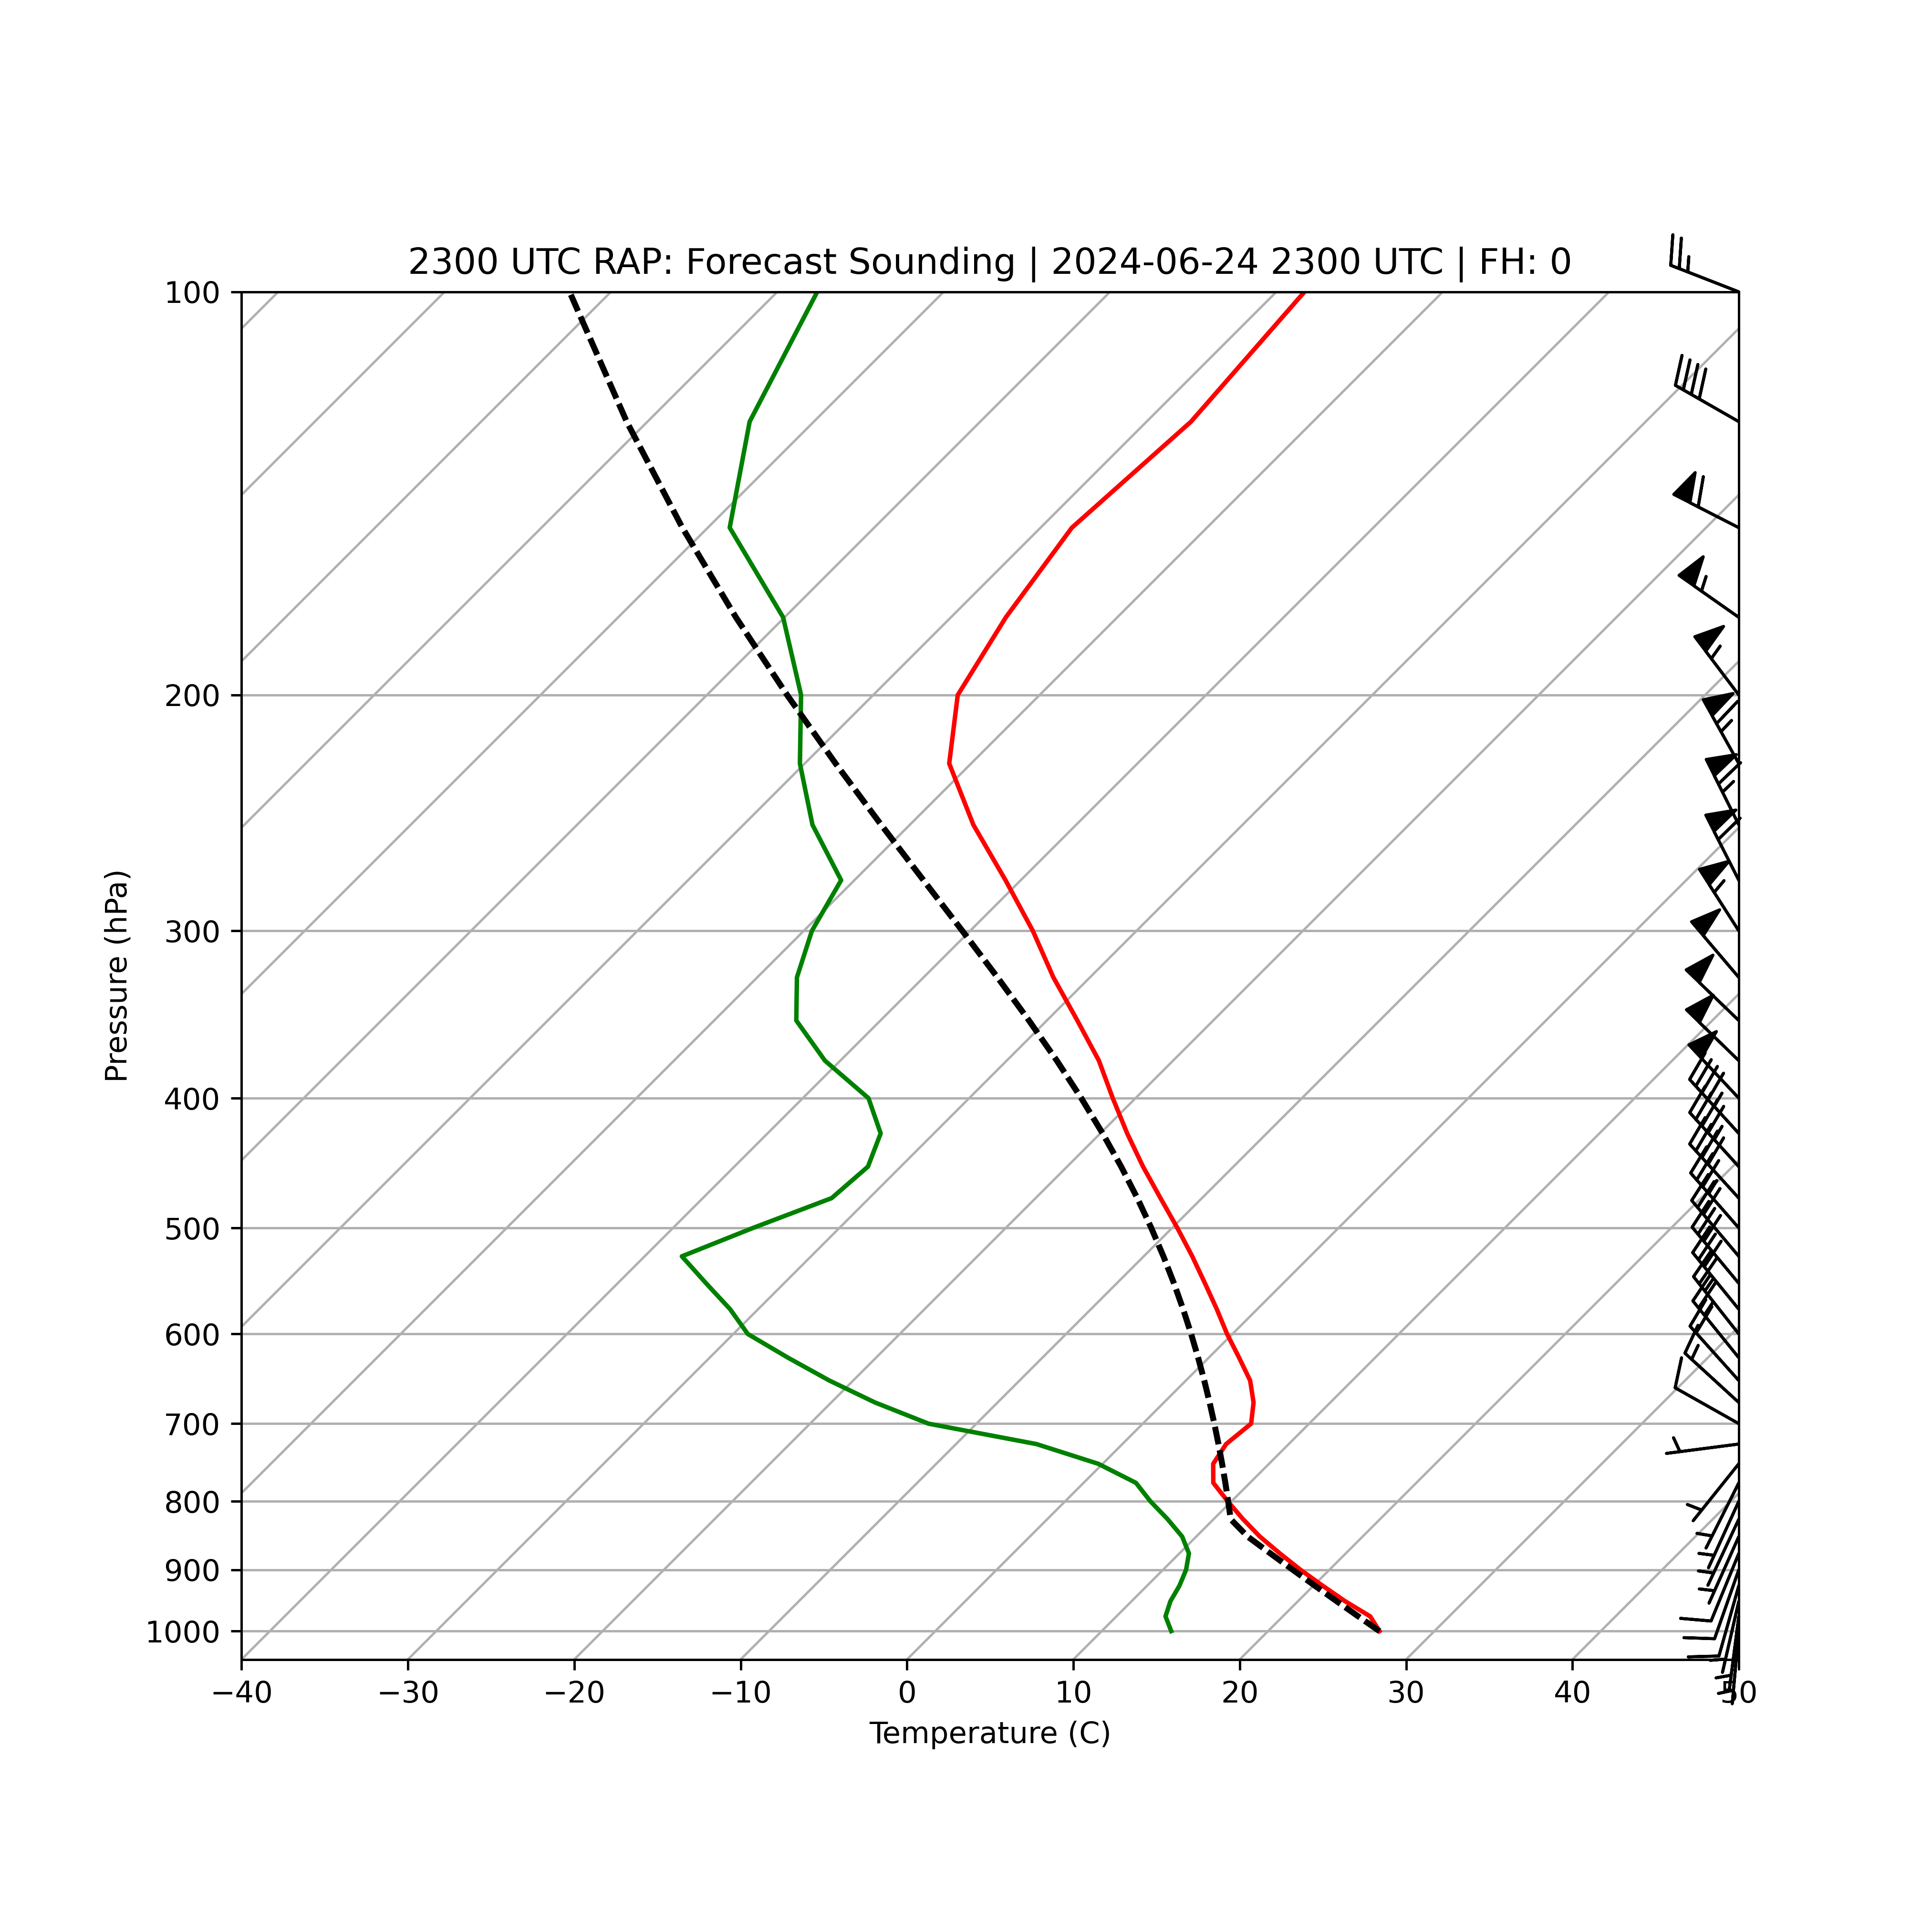 2300 UTC RAP: Forecast Sounding | 2024-06-24 2300 UTC | FH: 0
100
200
300
400
500
600
700
800
900
1000
Pressure (hPa)
−40 −30 −20 −10 0 10 20 30 40 50
Temperature (C)